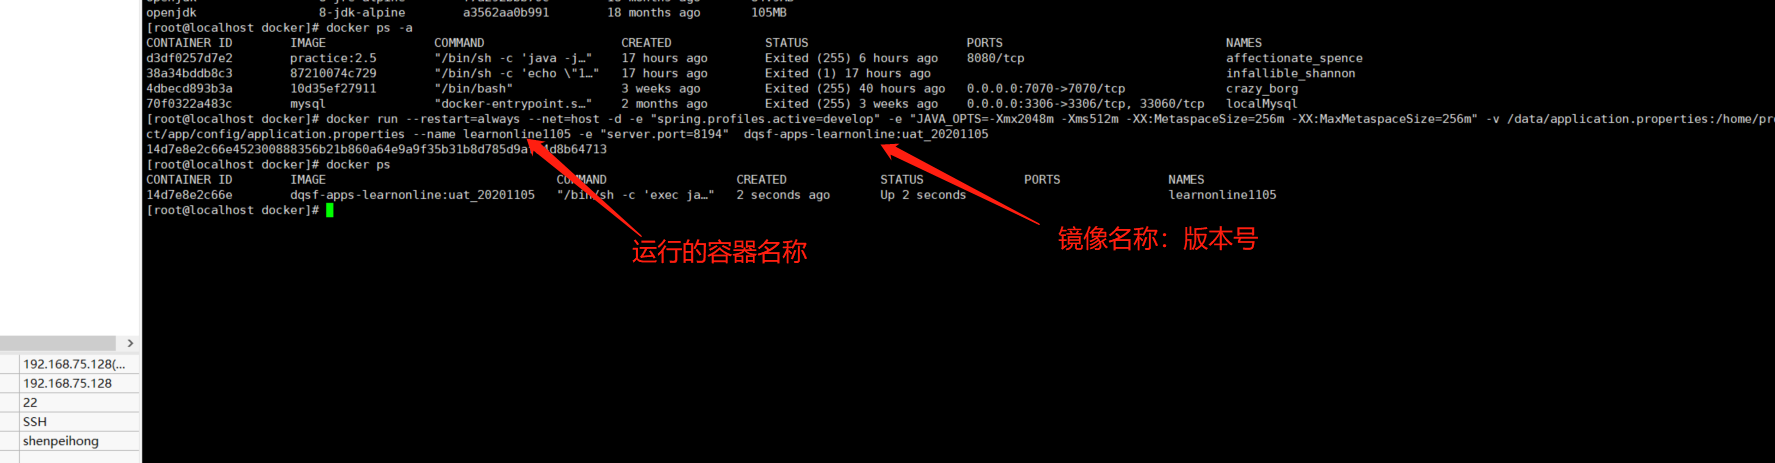 openjdk 8-jdk-alpine a3562aa0b991 18 months ago 105MB
[root@localhost docker]# docker ps -a
CONTAINER ID IMAGE COMMAND CREATED STATUS PORTS NAMES
d3df0257d7e2 practice:2.5 "/bin/sh -c 'java -j…" 17 hours ago Exited (255) 6 hours ago 8080/tcp affectionate_spence
38a34bddb8c3 87210074c729 "/bin/sh -c 'echo \"1…" 17 hours ago Exited (1) 17 hours ago infallible_shannon
4dbecd893b3a 10d35ef27911 "/bin/bash" 3 weeks ago Exited (255) 40 hours ago 0.0.0.0:7070->7070/tcp crazy_borg
70f0322a483c mysql "docker-entrypoint.s…" 2 months ago Exited (255) 3 weeks ago 0.0.0.0:3306->3306/tcp, 33060/tcp localMysql
[root@localhost docker]# docker run --restart=always --net=host -d -e "spring.profiles.active=develop" -e "JAVA_OPTS=-Xmx2048m -Xms512m -XX:MetaspaceSize=256m -XX:MaxMetaspaceSize=256m" -v /data/application.properties:/home/pro
ct/app/config/application.properties --name learnonline1105 -e "server.port=8194" dqsf-apps-learnonline:uat_20201105
[root@localhost docker]# docker ps
CONTAINER ID IMAGE COMMAND CREATED STATUS PORTS NAMES
14d7e8e2c66e dqsf-apps-learnonline:uat_20201105 "/bin/sh -c 'exec ja…" 2 seconds ago Up 2 seconds learnonline1105
[root@localhost docker]#
运行的容器名称
镜像名称：版本号
192.168.75.128(...
192.168.75.128
22
SSH
shenpeihong